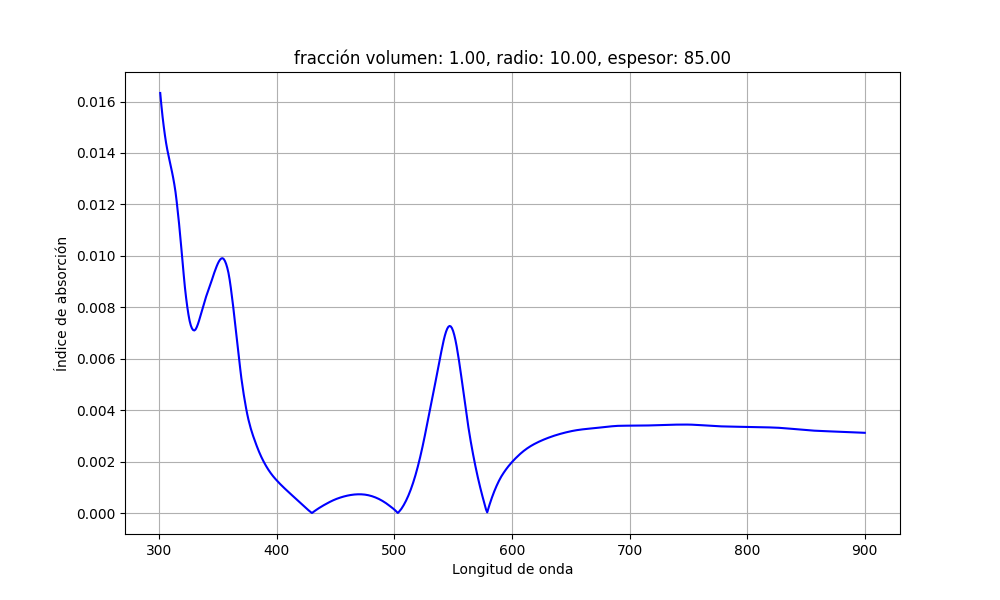 fracción volumen: 1.00, radio: 10.00, espesor: 85.00
Índice de absorción
0.016
0.014
0.012
0.010
0.008
0.006
0.004
0.002
0.000
300 400 500 600 700 800 900
Longitud de onda